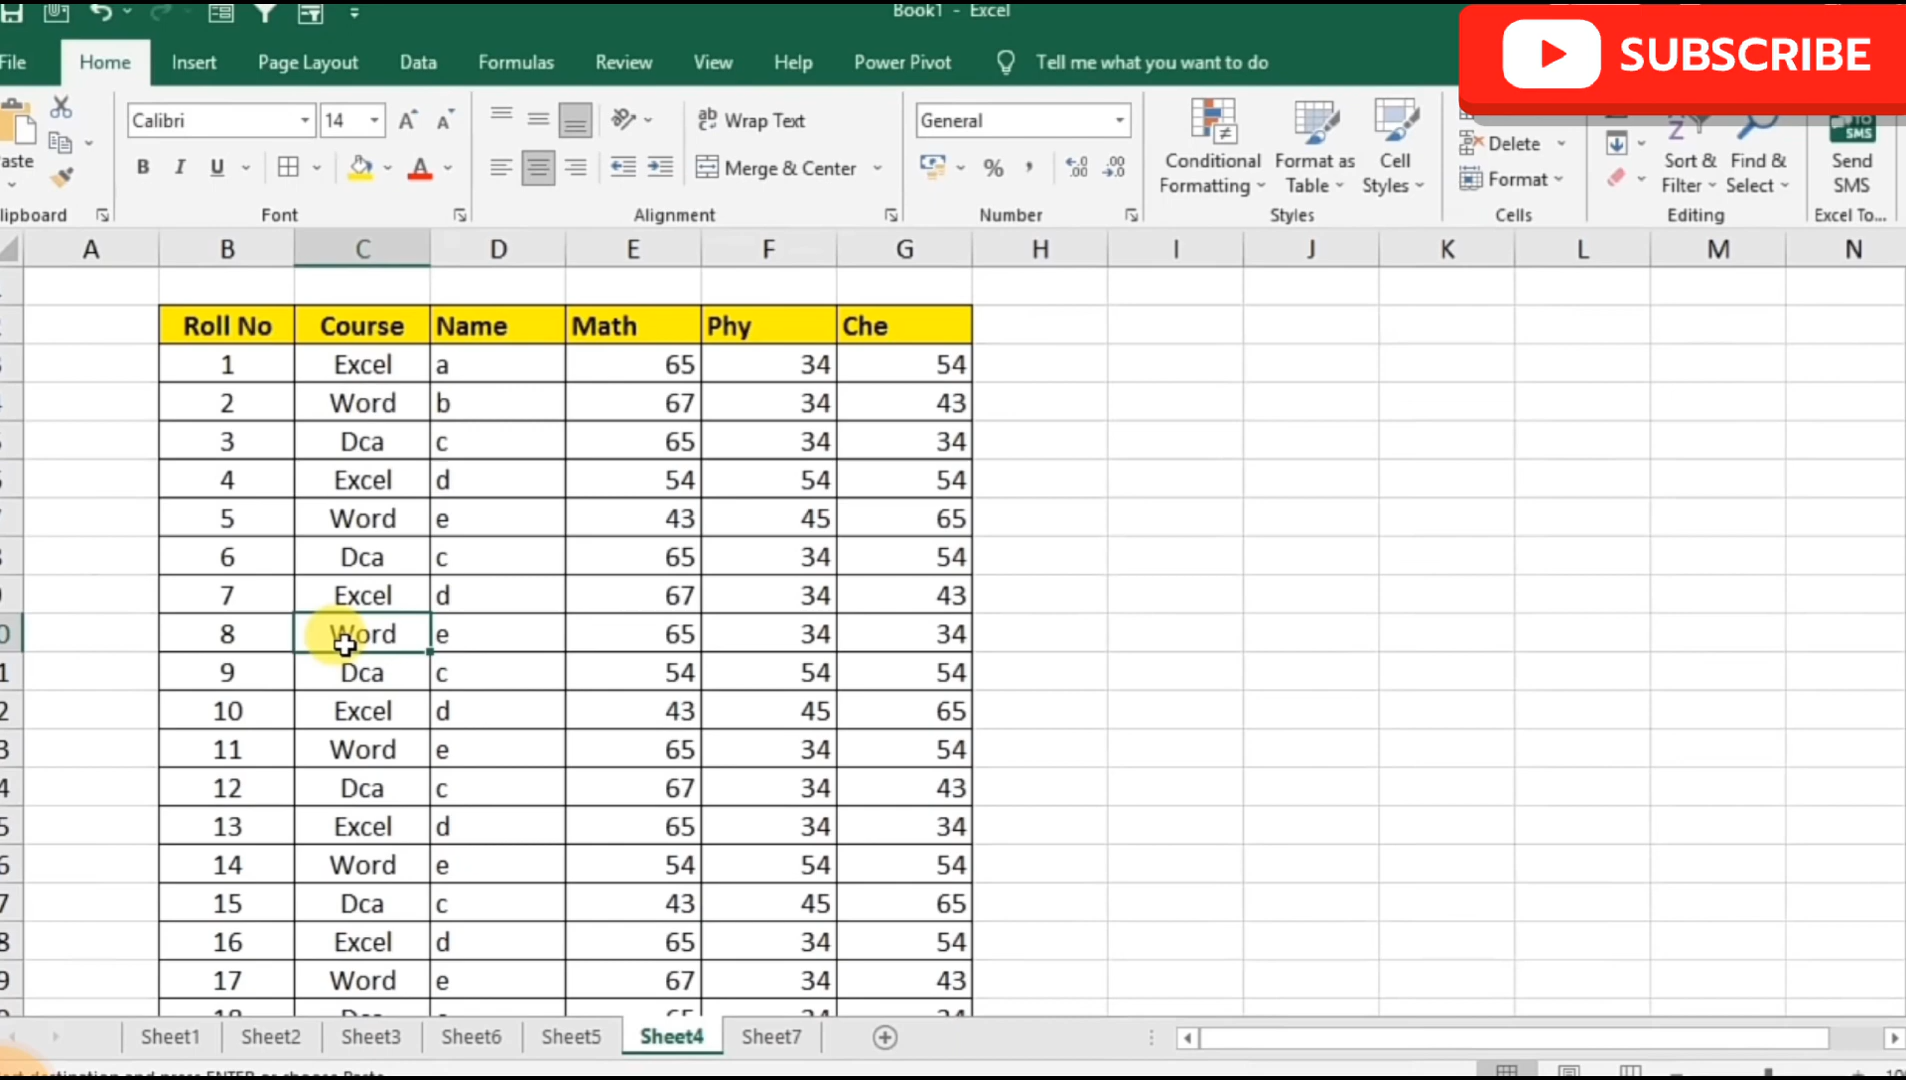 Book1 - Excel
SUBSCRIBE
File Home Insert Page Layout Data Formulas Review View Help Power Pivot Tell me what you want to do
Calibri 14 Wrap Text General Conditional Formatting Format as Table Cell Styles Delete Format Sort & Filter Find & Select Send SMS
B I U Merge & Center % ,
Font Alignment Number Styles Cells Editing Excel To...
A B C D E F G H I J K L M N
Roll No Course Name Math Phy Che
1 Excel a 65 34 54
2 Word b 67 34 43
3 Dca c 65 34 34
4 Excel d 54 54 54
5 Word e 43 45 65
6 Dca c 65 34 54
7 Excel d 67 34 43
8 Word e 65 34 34
9 Dca c 54 54 54
10 Excel d 43 45 65
11 Word e 65 34 54
12 Dca c 67 34 43
13 Excel d 65 34 34
14 Word e 54 54 54
15 Dca c 43 45 65
16 Excel d 65 34 54
17 Word e 67 34 43
Sheet1 Sheet2 Sheet3 Sheet6 Sheet5 Sheet4 Sheet7